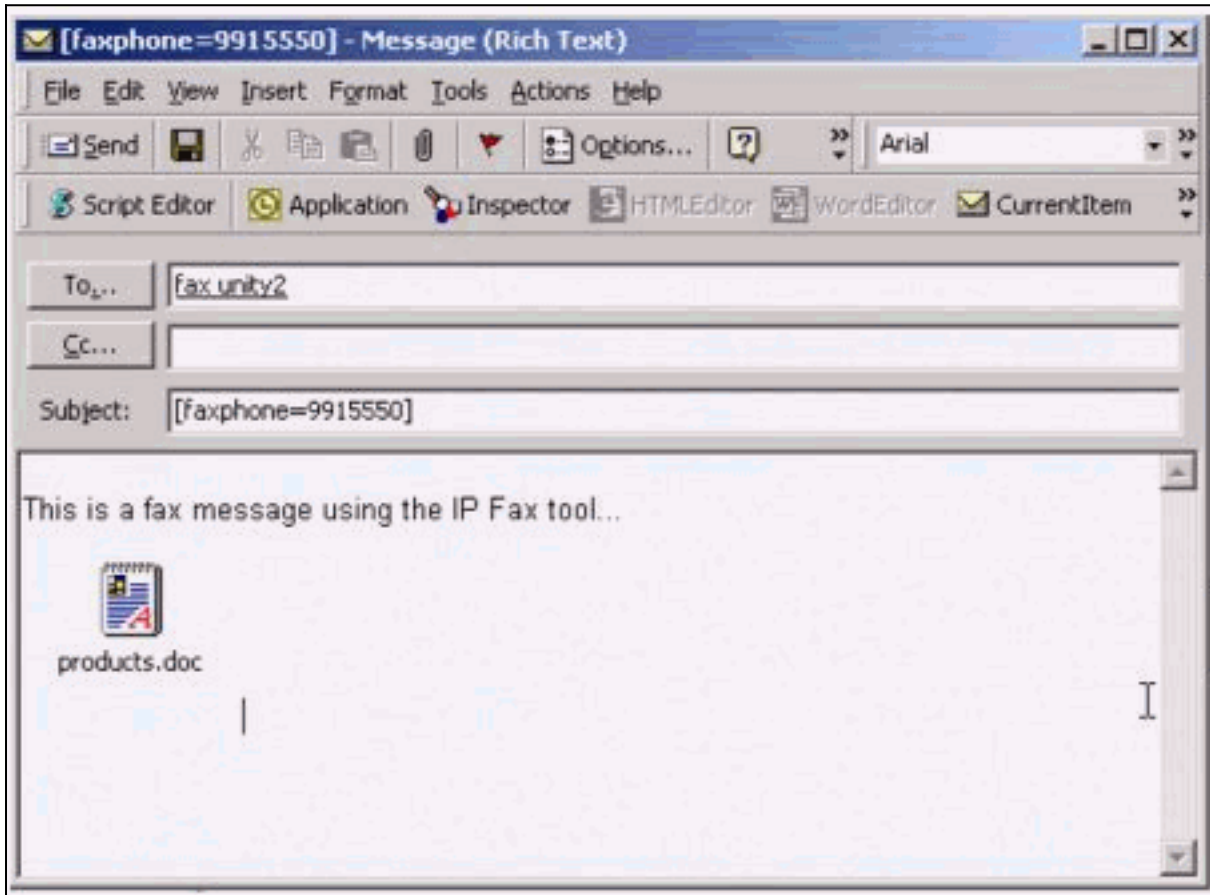 [faxphone=9915550] - Message (Rich Text)
File Edit View Insert Format Tools Actions Help
Send Options... Arial
Script Editor Application Inspector HTMLEditor WordEditor CurrentItem
To... fax unity2
Cc...
Subject: [faxphone=9915550]
This is a fax message using the IP Fax tool...
products.doc